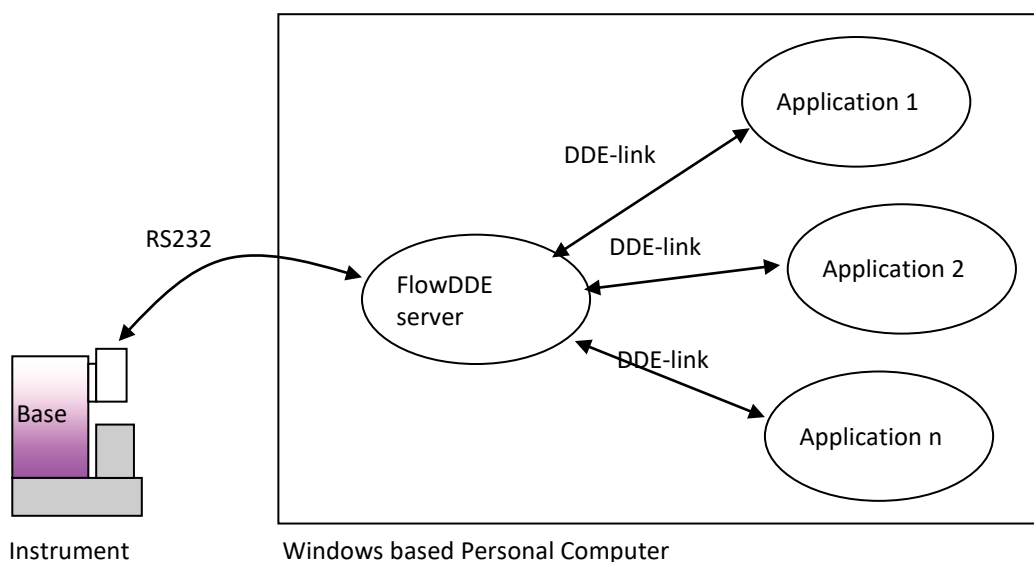 Application 1
DDE-link
RS232
DDE-link
Application 2
FlowDDE
server
DDE-link
Base
Application n
Instrument
Windows based Personal Computer